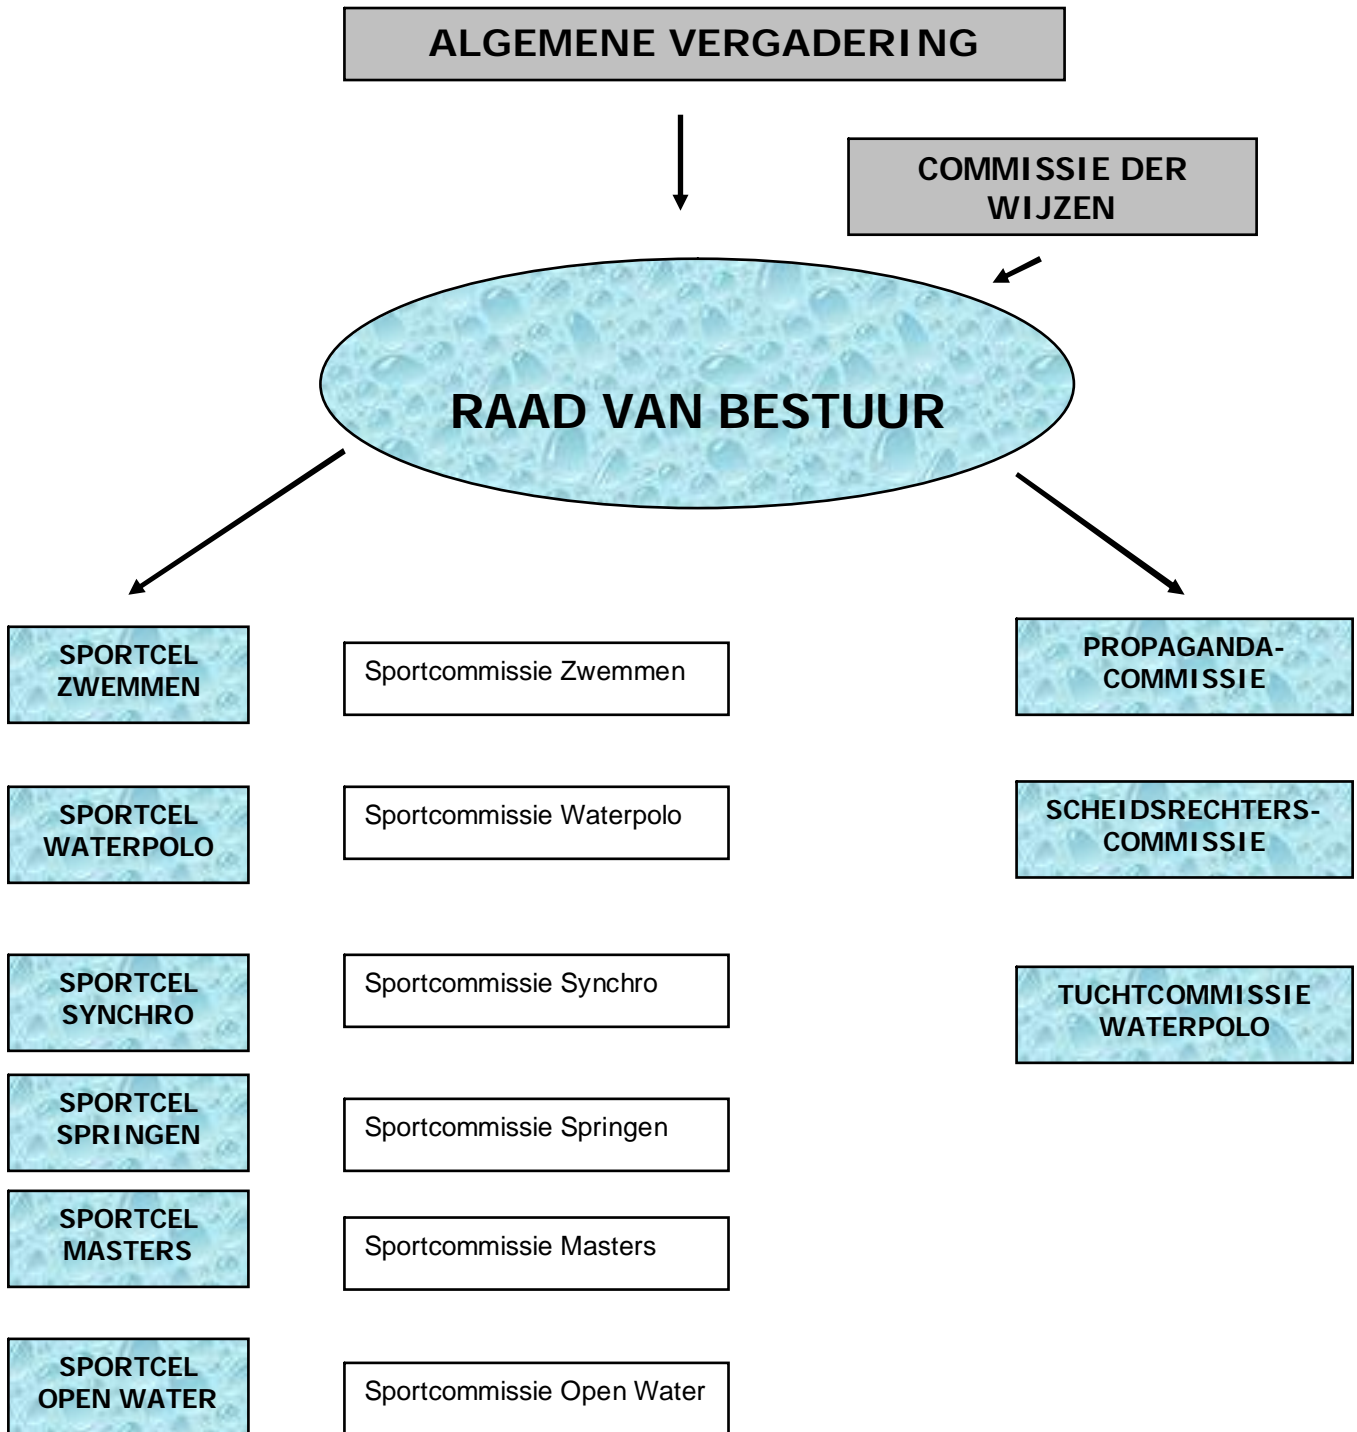 ALGEMENE VERGADERING
COMMISSIE DER
WIJZEN
RAAD VAN BESTUUR
SPORTCEL
ZWEMMEN
Sportcommissie Zwemmen
PROPAGANDA-
COMMISSIE
SPORTCEL
WATERPOLO
Sportcommissie Waterpolo
SCHEIDSRECHTERS-
COMMISSIE
SPORTCEL
SYNCHRO
Sportcommissie Synchro
TUCHTCOMMISSIE
WATERPOLO
SPORTCEL
SPRINGEN
Sportcommissie Springen
SPORTCEL
MASTERS
Sportcommissie Masters
SPORTCEL
OPEN WATER
Sportcommissie Open Water